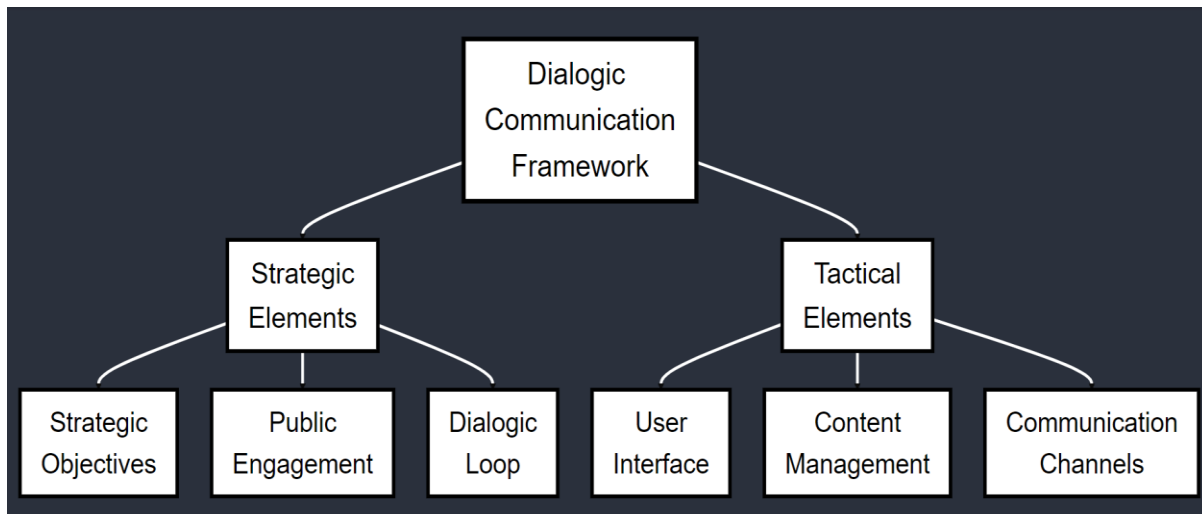 Dialogic
Communication
Framework
Strategic
Elements
Tactical
Elements
Strategic
Objectives
Public
Engagement
Dialogic
Loop
User
Interface
Content
Management
Communication
Channels